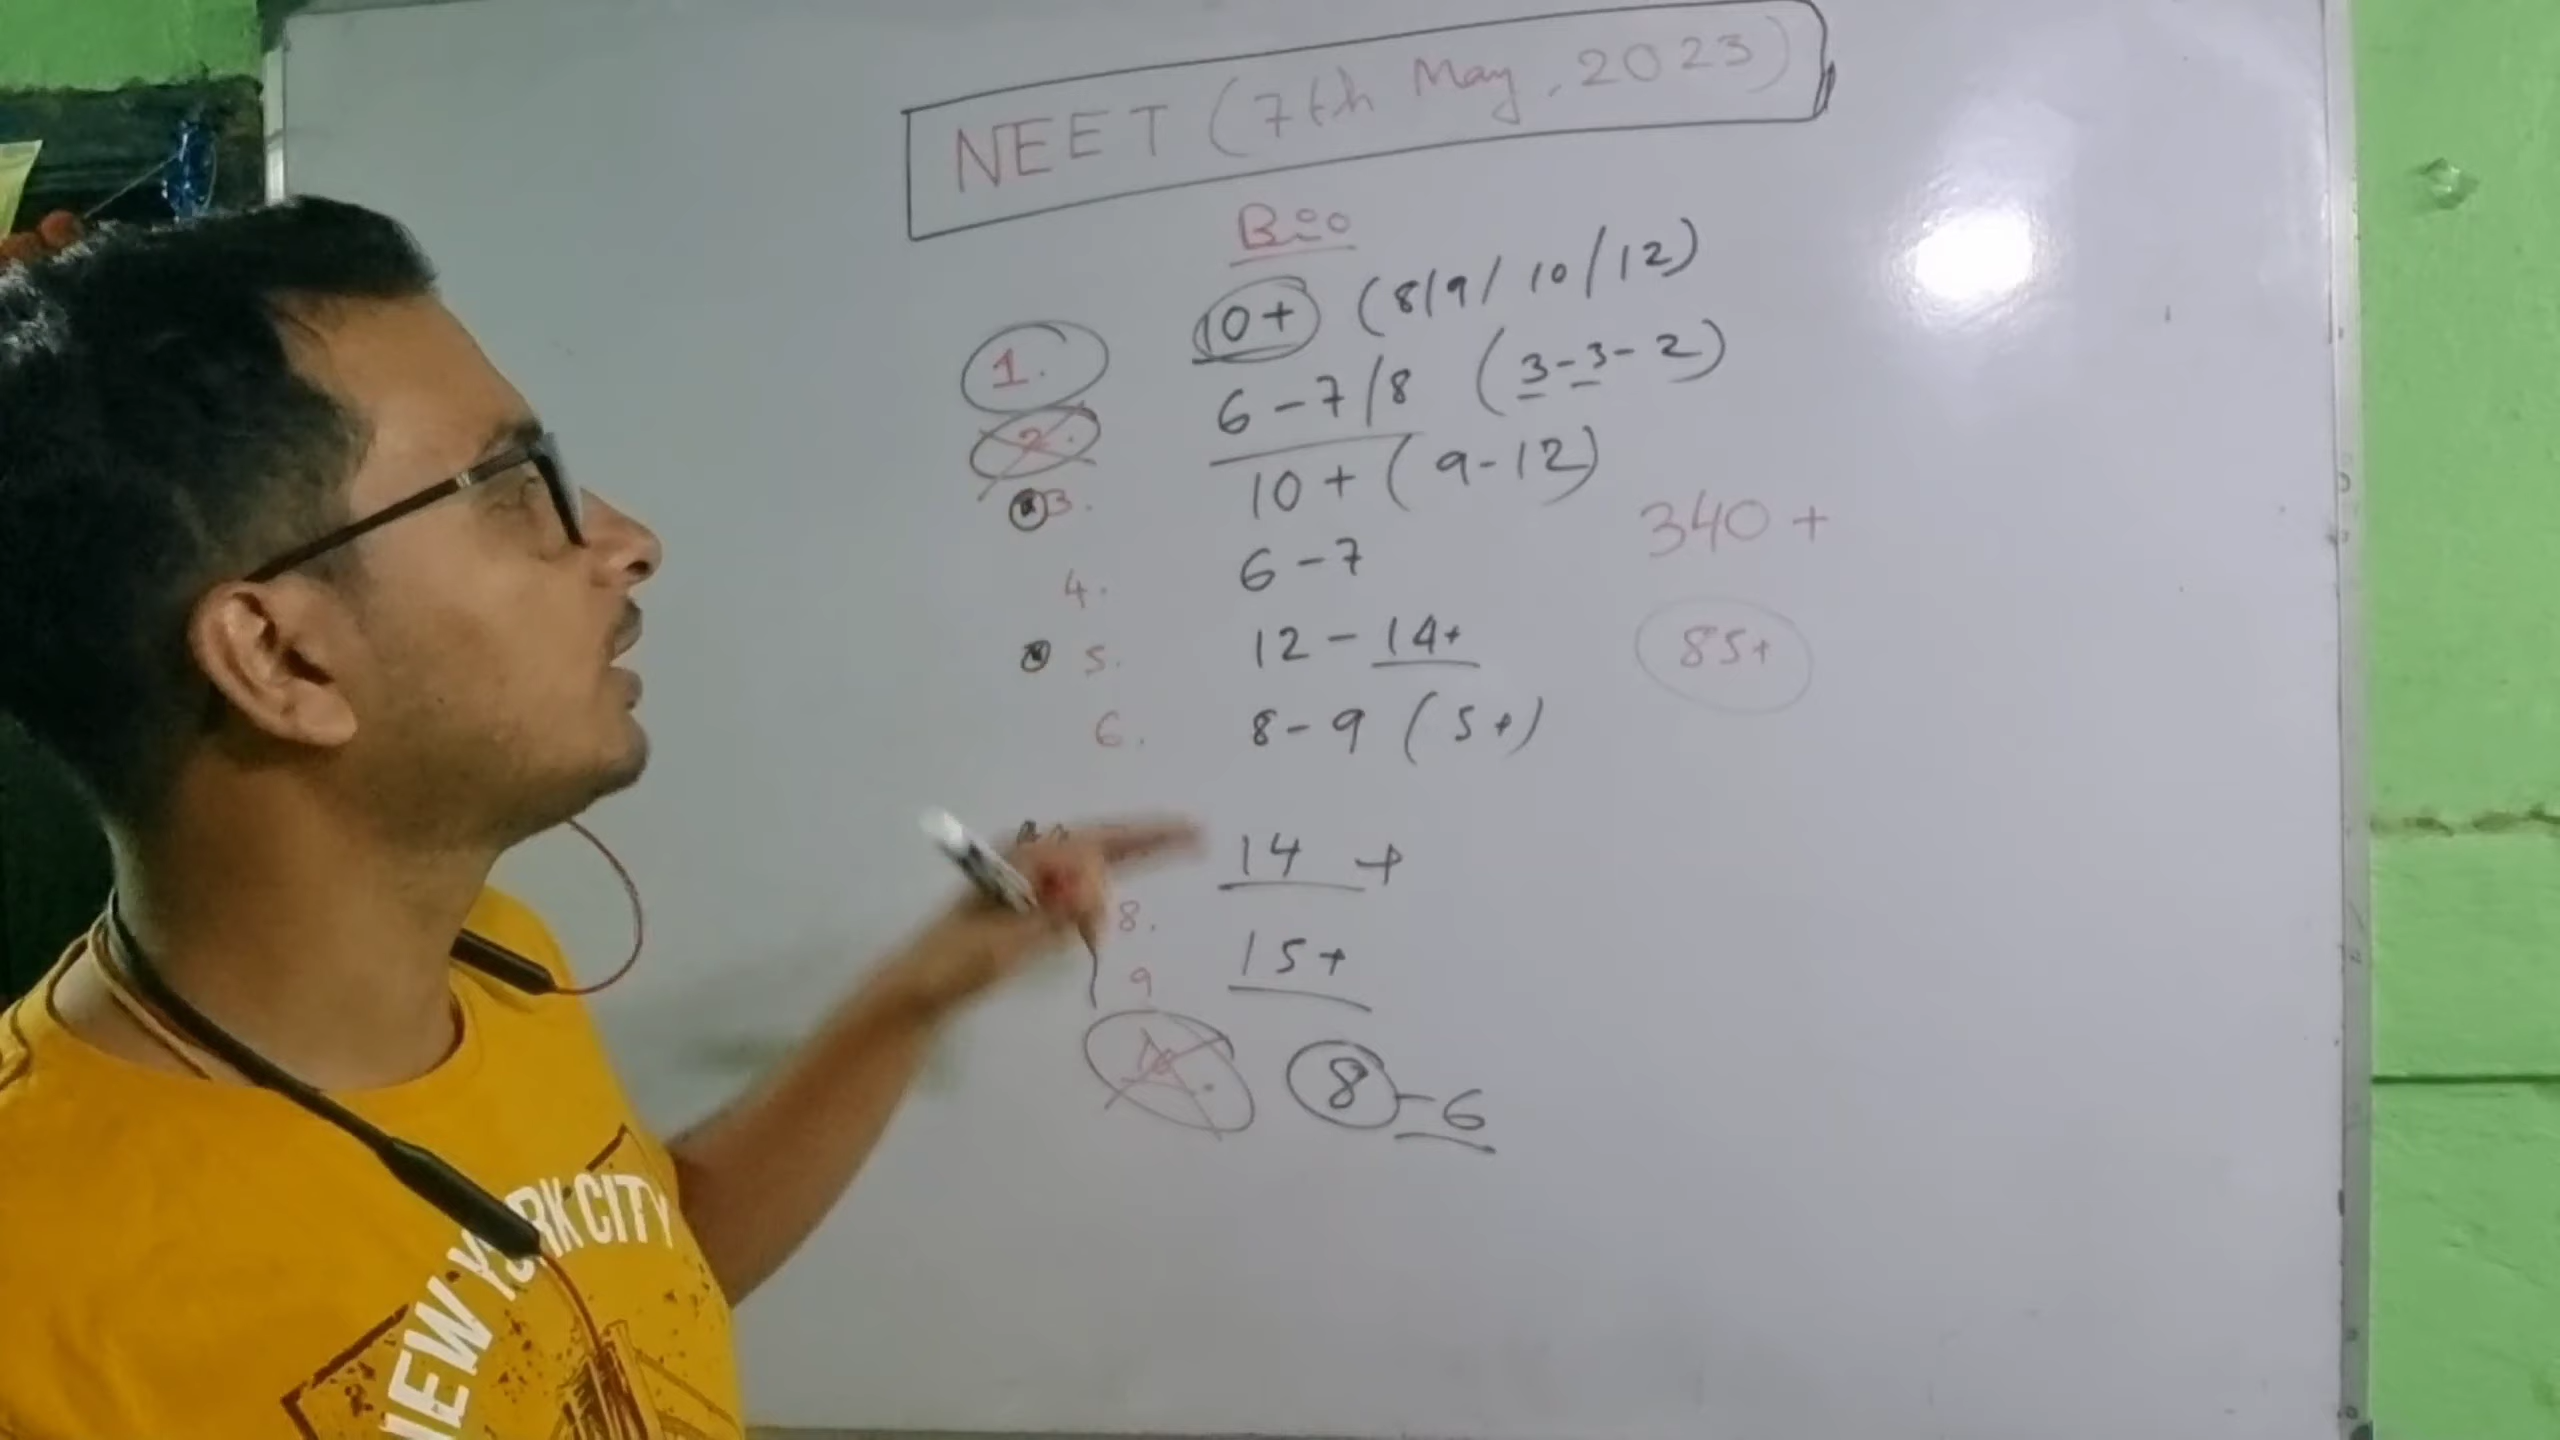 NEET (7th May, 2023)
Bio
1. 10+ (8/9/10/12)
2. 6-7/8 (3-3-2)
3. 10+ (9-12)
340+
4. 6-7
5. 12-14+
85+
6. 8-9 (5+)
14+
8. 15+
9
8-6
NEW YORK CITY